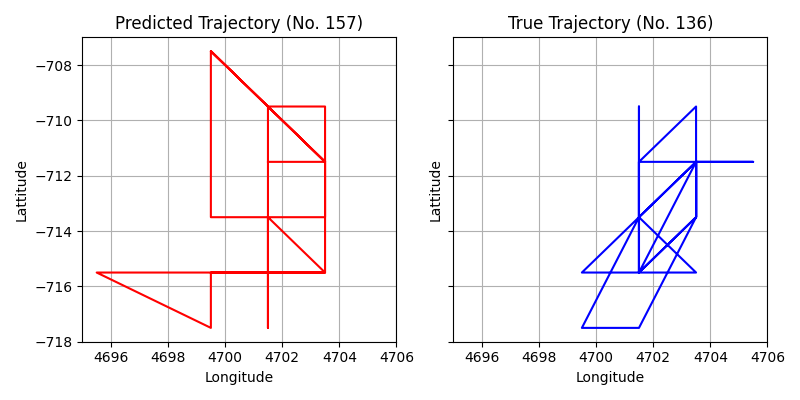 Predicted Trajectory (No. 157)
True Trajectory (No. 136)
Lattitude
−708
−710
−712
−714
−716
−718
4696 4698 4700 4702 4704 4706
Longitude
Lattitude
4696 4698 4700 4702 4704 4706
Longitude